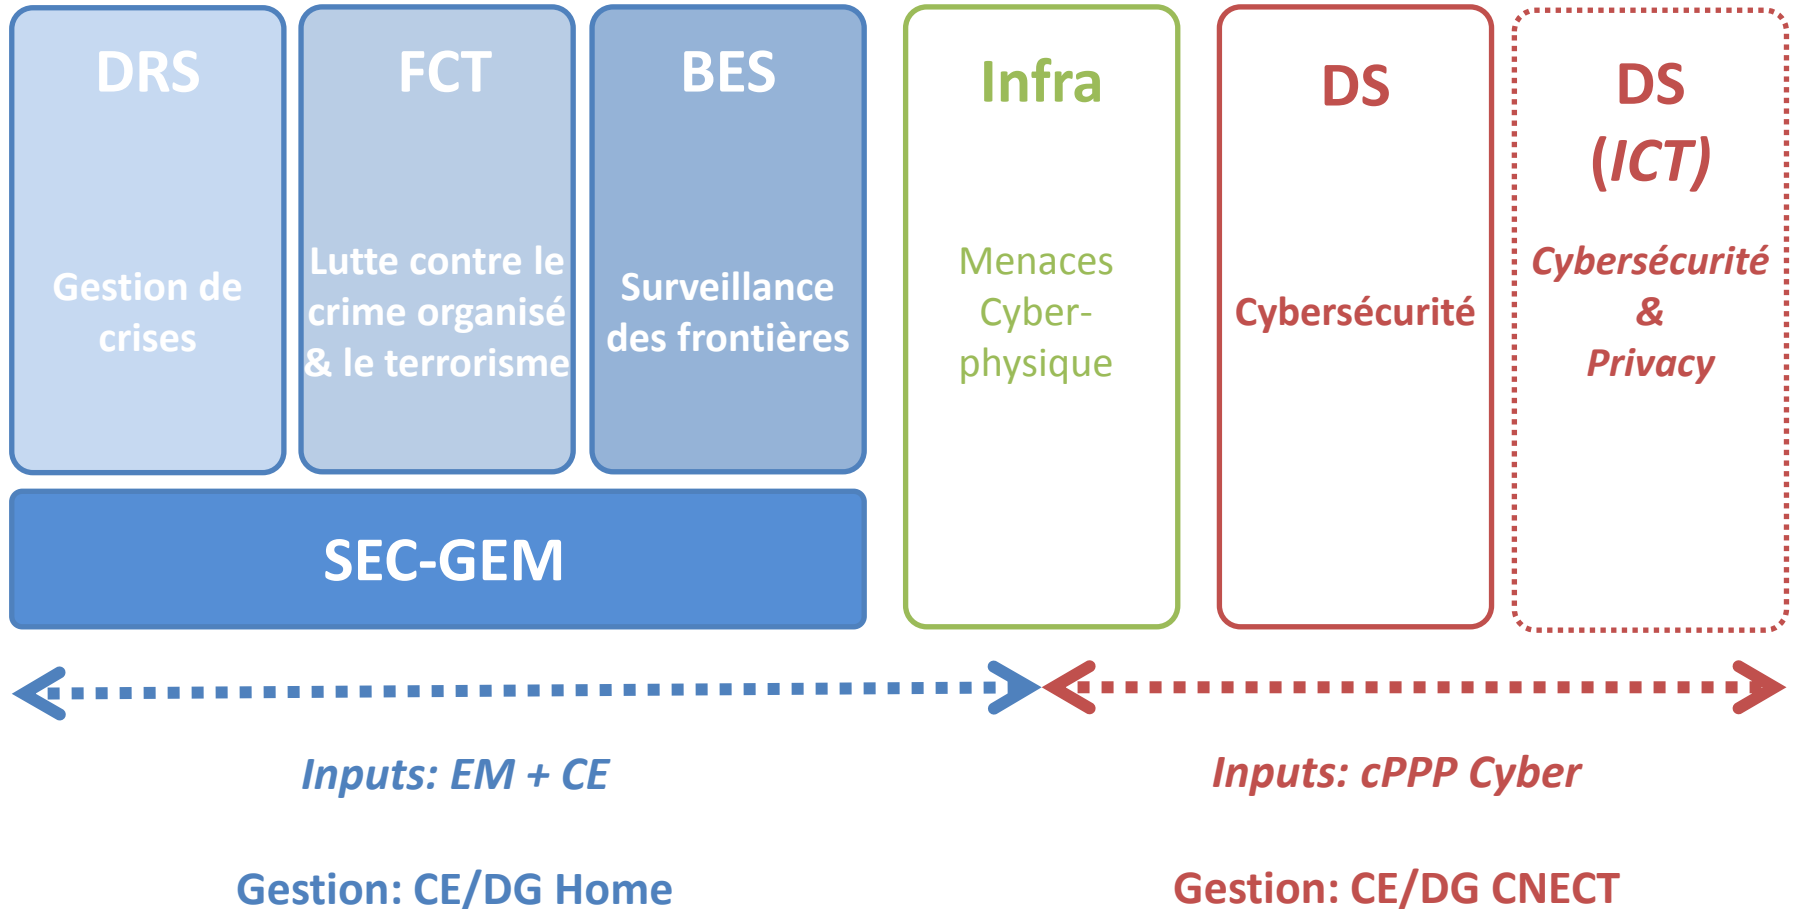 DRS
Gestion de
crises
FCT
Lutte contre le
crime organisé
& le terrorisme
BES
Surveillance
des frontières
SEC-GEM
Infra
Menaces
Cyber-
physique
DS
Cybersécurité
DS
(ICT)
Cybersécurité
&
Privacy
Inputs: EM + CE
Gestion: CE/DG Home
Inputs: cPPP Cyber
Gestion: CE/DG CNECT